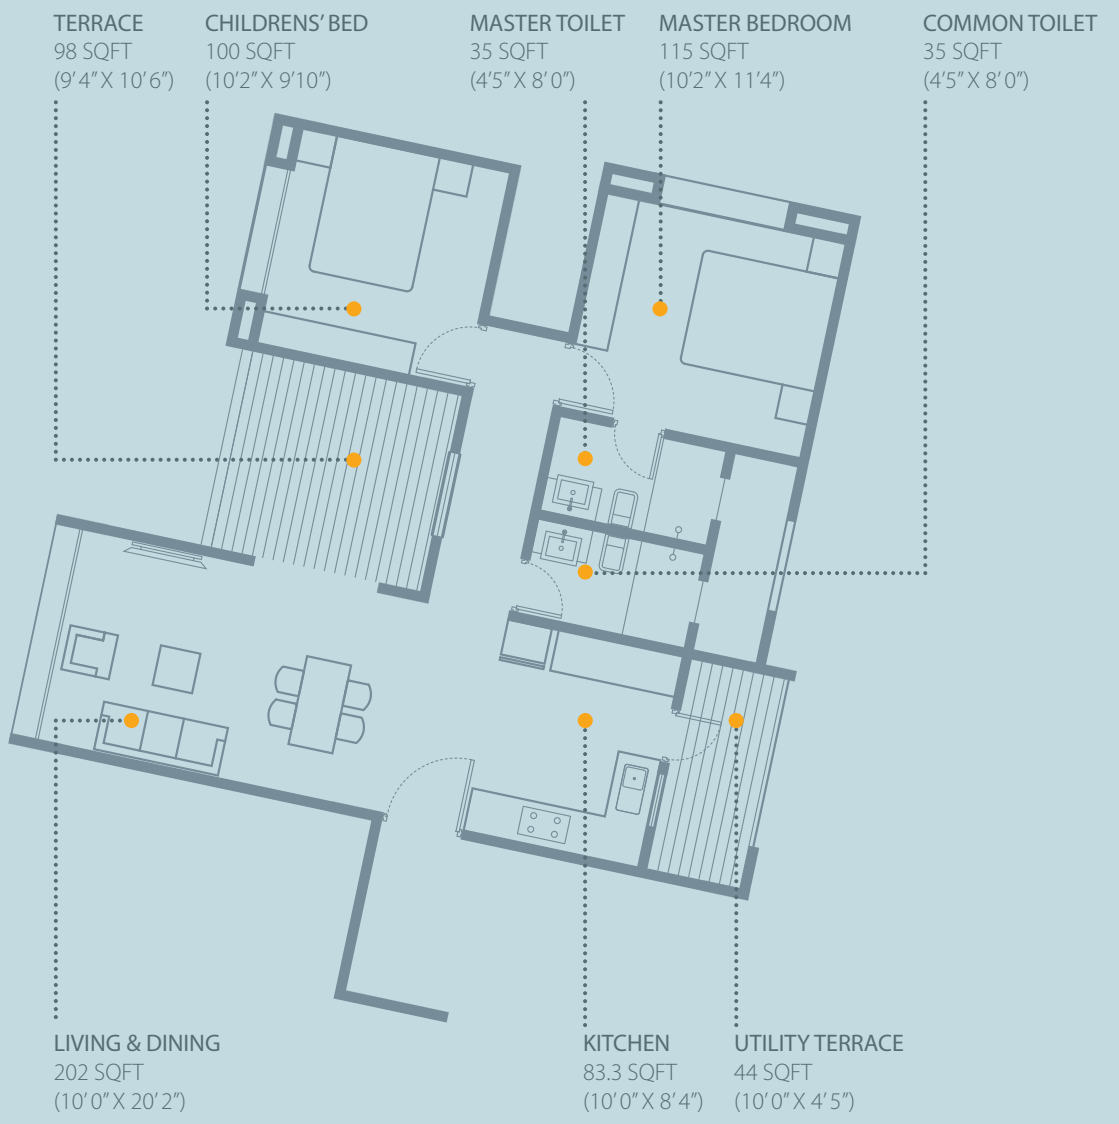 TERRACE
98 SQFT
(9’4” X 10’6”)
CHILDRENS’ BED
100 SQFT
(10’2” X 9’10”)
MASTER TOILET
35 SQFT
(4’5” X 8’0”)
MASTER BEDROOM
115 SQFT
(10’2” X 11’4”)
COMMON TOILET
35 SQFT
(4’5” X 8’0”)
LIVING & DINING
202 SQFT
(10’0” X 20’2”)
KITCHEN
83.3 SQFT
(10’0” X 8’4”)
UTILITY TERRACE
44 SQFT
(10’0” X 4’5”)